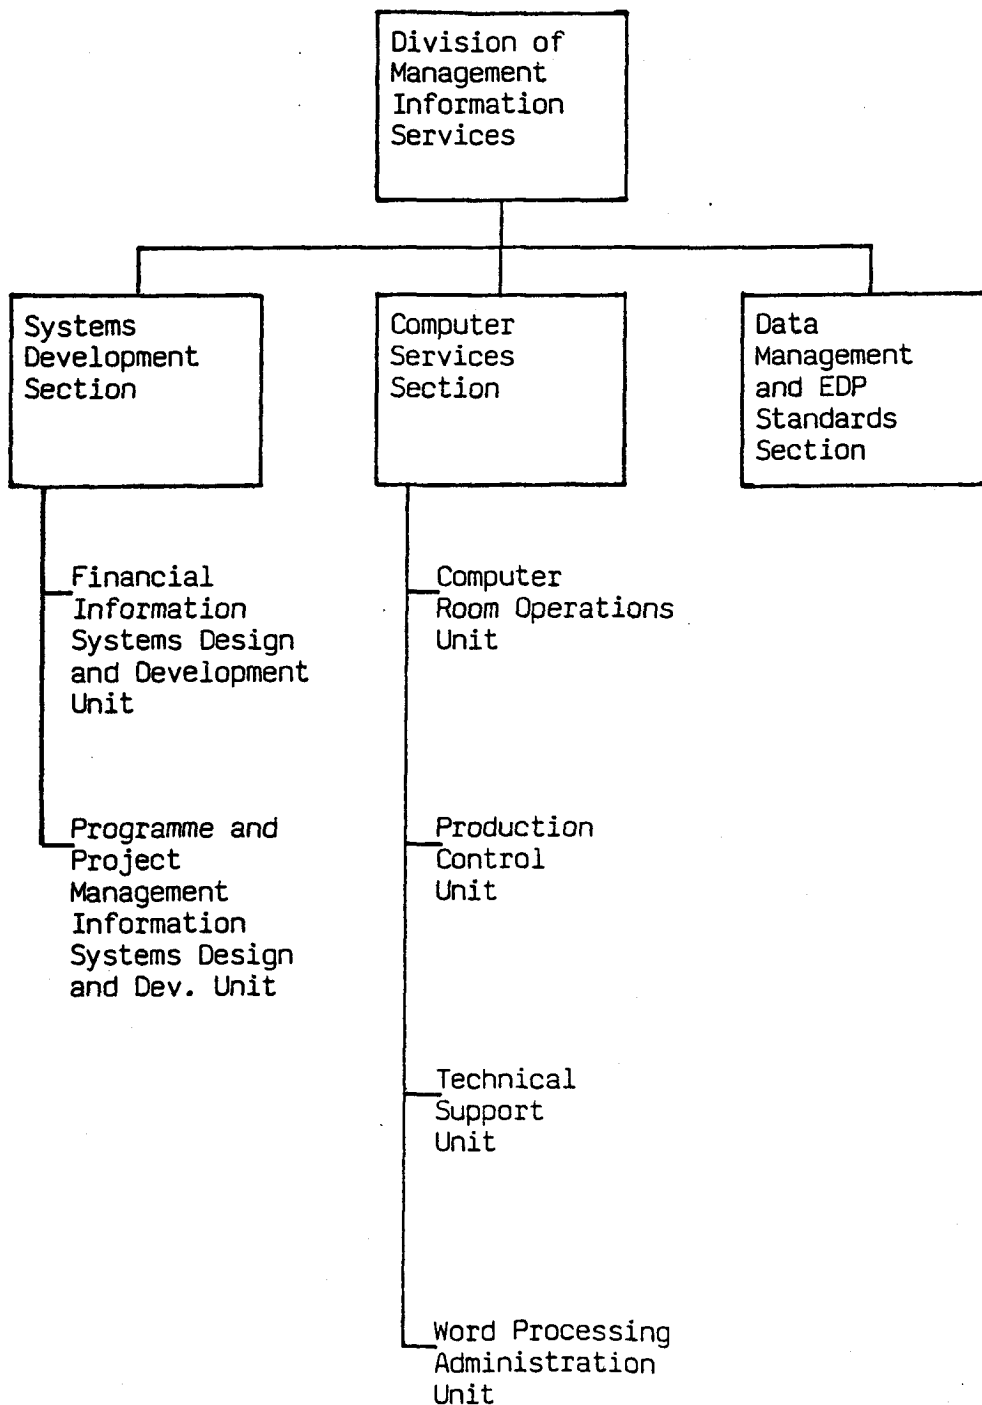 Division of
Management
Information
Services
Systems
Development
Section
Computer
Services
Section
Data
Management
and EDP
Standards
Section
Financial
Information
Systems Design
and Development
Unit
Programme and
Project
Management
Information
Systems Design
and Dev. Unit
Computer
Room Operations
Unit
Production
Control
Unit
Technical
Support
Unit
Word Processing
Administration
Unit